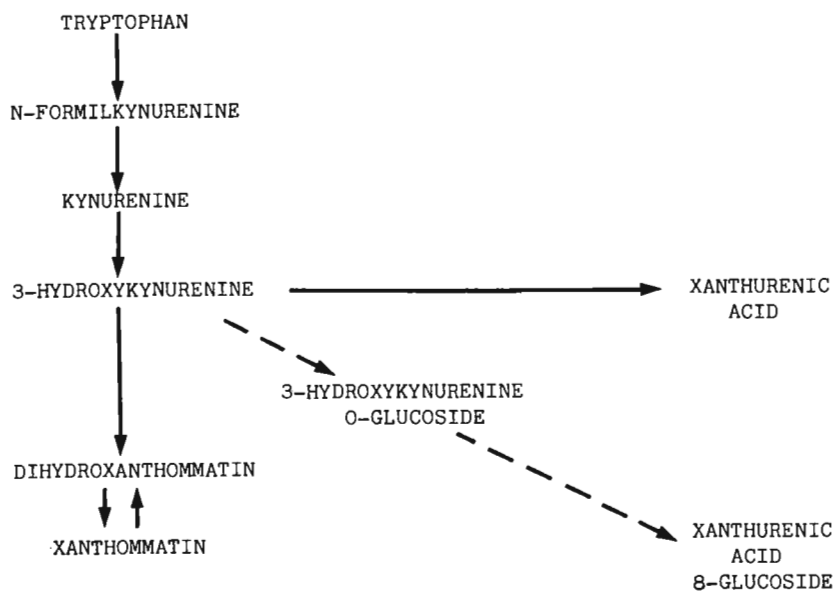 TRYPTOPHAN
N-FORMILKYNURENINE
KYNURENINE
3-HYDROXYKYNURENINE
XANTHURENIC
ACID
3-HYDROXYKYNURENINE
O-GLUCOSIDE
DIHYDROXANTHOMMATIN
XANTHOMMATIN
XANTHURENIC
ACID
8-GLUCOSIDE